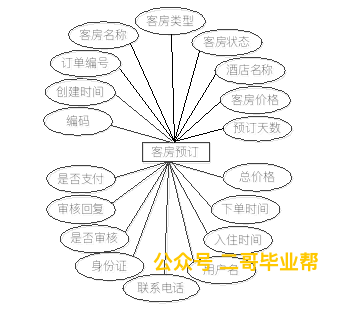 客房类型
客房名称
客房状态
订单编号
酒店名称
创建时间
客房价格
编码
预订天数
客房预订
是否支付
总价格
审核回复
下单时间
是否审核
入住时间
身份证
用户名
联系电话
公众号 二哥毕业帮